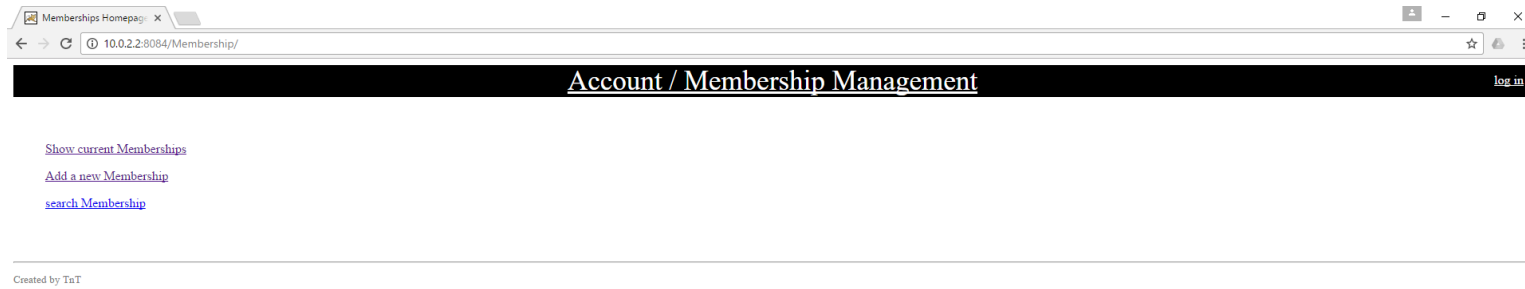 Memberships Homepage
10.0.2.2:8084/Membership/
Account / Membership Management
log in
Show current Memberships
Add a new Membership
search Membership
Created by TnT